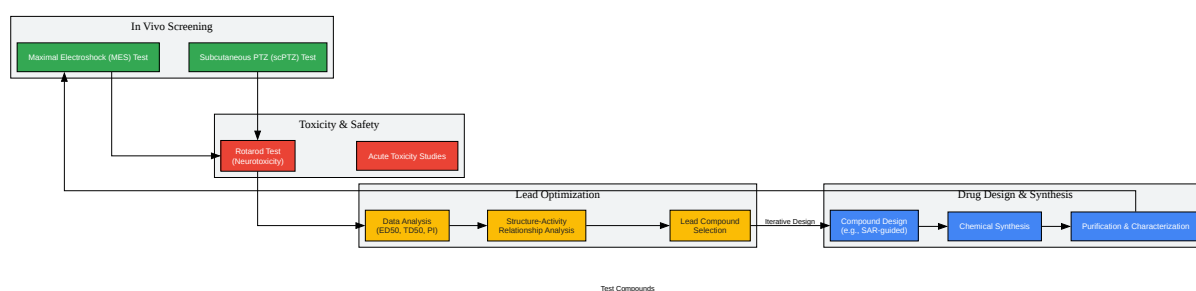 In Vivo Screening
Maximal Electroshock (MES) Test
Subcutaneous PTZ (scPTZ) Test
Toxicity & Safety
Rotarod Test
(Neurotoxicity)
Acute Toxicity Studies
Lead Optimization
Data Analysis
(ED50, TD50, PI)
Structure-Activity
Relationship Analysis
Lead Compound
Selection
Iterative Design
Drug Design & Synthesis
Compound Design
(e.g., SAR-guided)
Chemical Synthesis
Purification & Characterization
Test Compounds